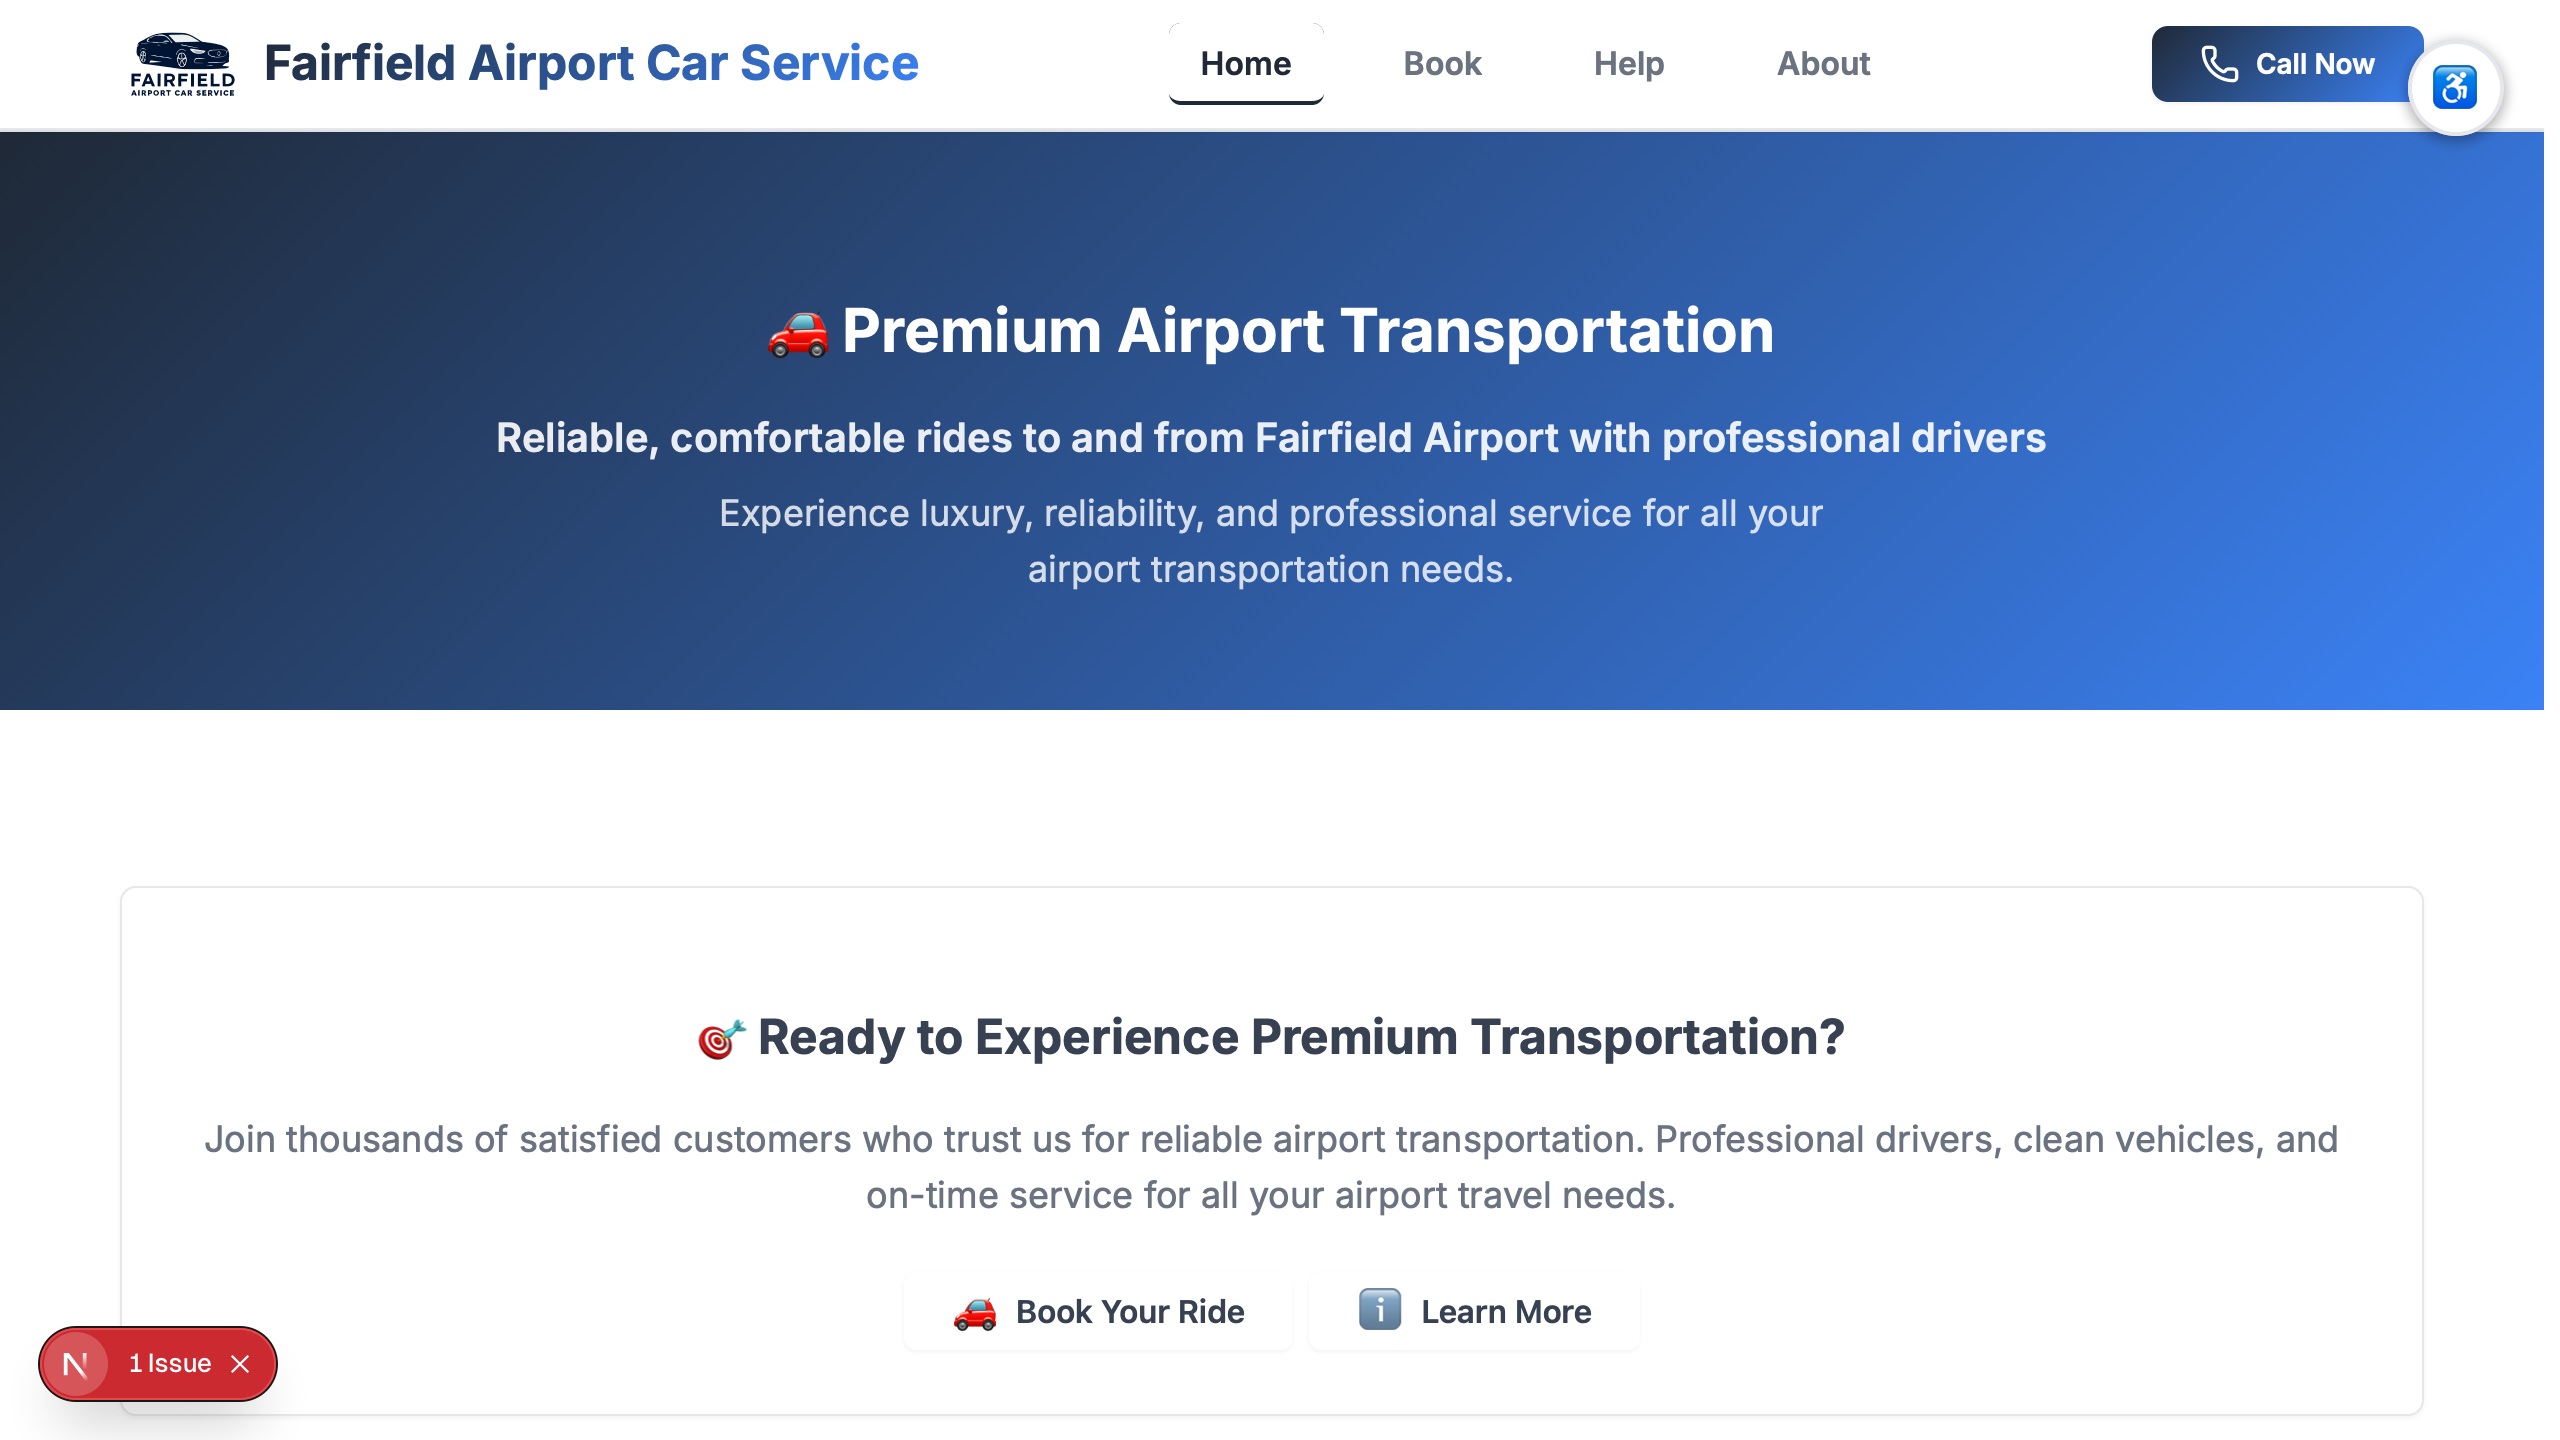 FAIRFIELD
AIRPORT CAR SERVICE
Fairfield Airport Car Service
Home
Book
Help
About
Call Now
Premium Airport Transportation
Reliable, comfortable rides to and from Fairfield Airport with professional drivers
Experience luxury, reliability, and professional service for all your
airport transportation needs.
Ready to Experience Premium Transportation?
Join thousands of satisfied customers who trust us for reliable airport transportation. Professional drivers, clean vehicles, and
on-time service for all your airport travel needs.
Book Your Ride
Learn More
N
1 Issue